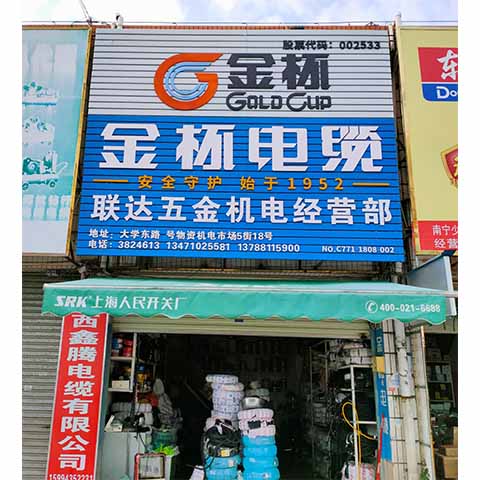 股票代码：002533
金杯
GOLD CUP
金杯电缆
安全守护 始于1952
联达五金机电经营部
地址：大学东路 号物资机电市场5街18号
电话：3824613 13471025581 13788115900
NO.C771-1808-002
SRK 上海人民开关厂
400-021-6688
西鑫腾电缆有限公司
东
Do
南宁少
经营